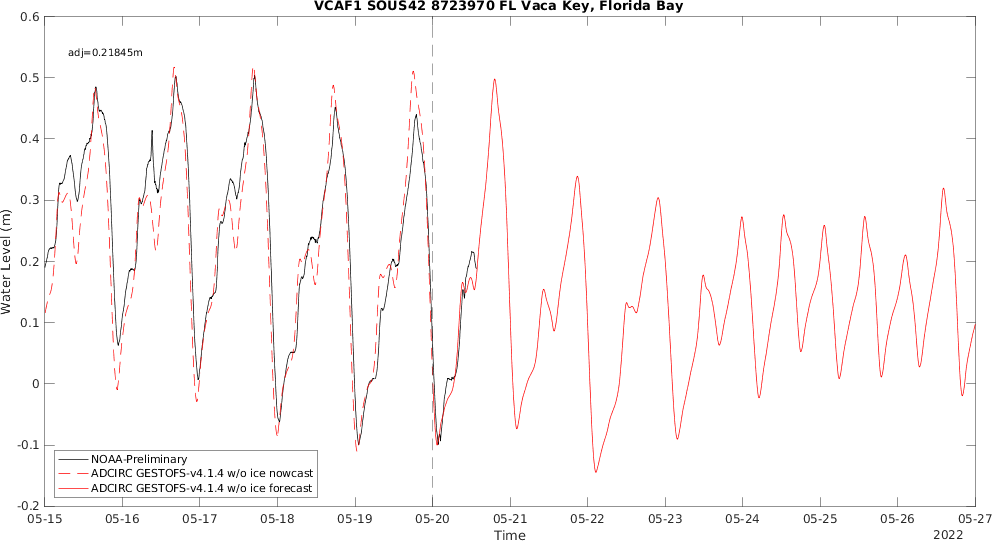 VCAF1 SOUS42 8723970 FL Vaca Key, Florida Bay
adj=0.21845m
Water Level (m)
0.6
0.5
0.4
0.3
0.2
0.1
0
-0.1
-0.2
NOAA-Preliminary
ADCIRC GESTOFS-v4.1.4 w/o ice nowcast
ADCIRC GESTOFS-v4.1.4 w/o ice forecast
05-15 05-16 05-17 05-18 05-19 05-20 05-21 05-22 05-23 05-24 05-25 05-26 05-27
Time
2022